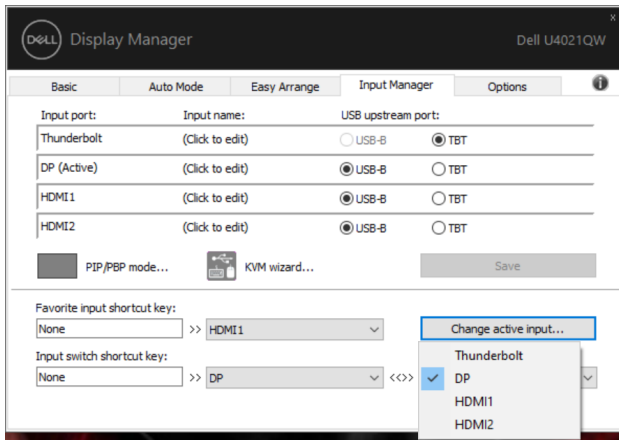 x
DELL Display Manager Dell U4021QW
Basic Auto Mode Easy Arrange Input Manager Options i
Input port: Input name: USB upstream port:
Thunderbolt (Click to edit) USB-B TBT
DP (Active) (Click to edit) USB-B TBT
HDMI1 (Click to edit) USB-B TBT
HDMI2 (Click to edit) USB-B TBT
PIP/PBP mode... KVM wizard... Save
Favorite input shortcut key:
None >> HDMI1 Change active input...
Input switch shortcut key:
None >> DP <<>>
Thunderbolt
DP
HDMI1
HDMI2